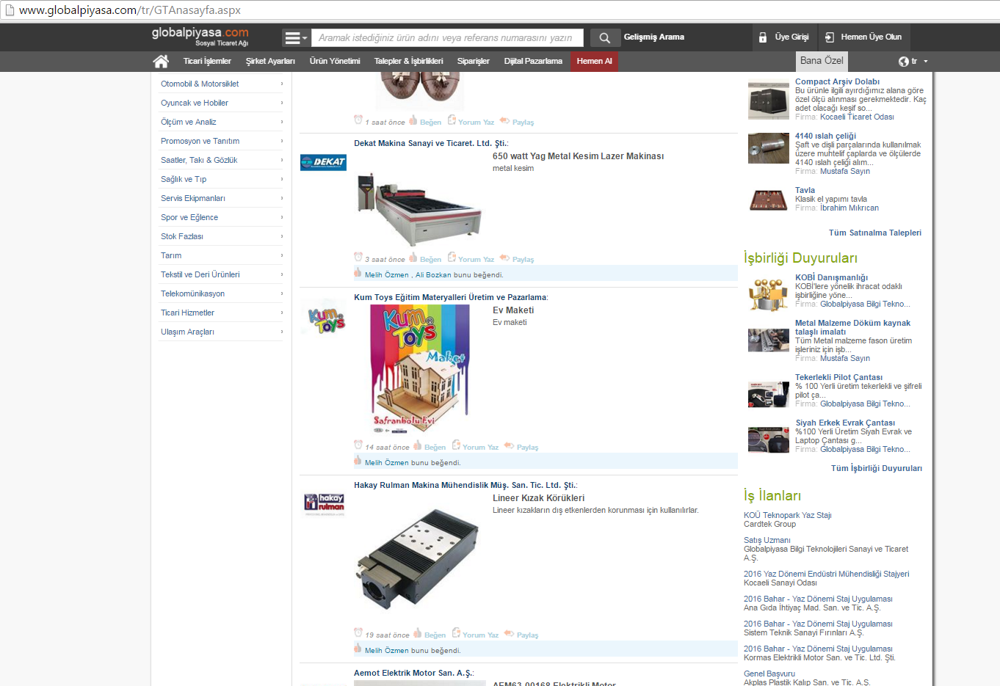 www.globalpiyasa.com/tr/GTAnasayfa.aspx
globalpiyasa.com
Sosyal Ticaret Ağı
Aramak istediğiniz ürün adını veya referans numarasını yazın
Gelişmiş Arama
Üye Girişi
Hemen Üye Olun
Ticari İşlemler
Şirket Ayarları
Ürün Yönetimi
Talepler & İşbirlikleri
Siparişler
Dijital Pazarlama
Hemen Al
Bana Özel
tr
Otomobil & Motorsiklet
Oyuncak ve Hobiler
Ölçüm ve Analiz
Promosyon ve Tanıtım
Saatler, Takı & Gözlük
Sağlık ve Tıp
Servis Ekipmanları
Spor ve Eğlence
Stok Fazlası
Tarım
Tekstil ve Deri Ürünleri
Telekomünikasyon
Ticari Hizmetler
Ulaşım Araçları
1 saat önce Beğen Yorum Yaz Paylaş
Dekat Makina Sanayi ve Ticaret. Ltd. Şti.:
DEKAT
650 watt Yag Metal Kesim Lazer Makinası
metal kesim
3 saat önce Beğen Yorum Yaz Paylaş
Melih Özmen , Ali Bozkan bunu beğendi.
Kum Toys Eğitim Materyalleri Üretim ve Pazarlama:
Kum Toys
Kum Toys
Maket
Safranbolu Evi
Ev Maketi
Ev maketi
14 saat önce Beğen Yorum Yaz Paylaş
Melih Özmen bunu beğendi.
Hakay Rulman Makina Mühendislik Müş. San. Tic. Ltd. Şti.:
hakay
rulman
Lineer Kızak Körükleri
Lineer kızakların dış etkenlerden korunması için kullanılırlar.
19 saat önce Beğen Yorum Yaz Paylaş
Melih Özmen bunu beğendi.
Aemot Elektrik Motor San. A.Ş.:
AEM63-00168 Elektrikli Motor
Compact Arşiv Dolabı
Bu ürünle ilgili ayırdığımız alana göre
özel ölçü alınması gerekmektedir. Kaç
adet olacağı keşif so...
Firma: Kocaeli Ticaret Odası
4140 ıslah çeliği
Şaft ve dişli parçalarında kullanılmak
üzere muhtelif çaplarda ve ölçülerde
4140 ıslah çeliği alım...
Firma: Mustafa Sayın
Tavla
Klasik el yapımı tavla
Firma: İbrahim Mıkrıcan
Tüm Satınalma Talepleri
İşbirliği Duyuruları
KOBİ Danışmanlığı
KOBİ'lere yönelik ihracat odaklı
işbirliğine yöne...
Firma: Globalpiyasa Bilgi Tekno...
Metal Malzeme Döküm kaynak
talaşlı imalatı
Tüm Metal malzeme fason üretim
işleriniz için işb...
Firma: Mustafa Sayın
Tekerlekli Pilot Çantası
% 100 Yerli üretim tekerlekli ve şifreli
pilot ça...
Firma: Globalpiyasa Bilgi Tekno...
Siyah Erkek Evrak Çantası
%100 Yerli Üretim Siyah Evrak ve
Laptop Çantası g...
Firma: Globalpiyasa Bilgi Tekno...
Tüm İşbirliği Duyuruları
İş İlanları
KOÜ Teknopark Yaz Stajı
Cardtek Group
Satış Uzmanı
Globalpiyasa Bilgi Teknolojileri Sanayi ve Ticaret
A.Ş.
2016 Yaz Dönemi Endüstri Mühendisliği Stajyeri
Kocaeli Sanayi Odası
2016 Bahar - Yaz Dönemi Staj Uygulaması
Ana Gıda İhtiyaç Mad. San. ve Tic. A.Ş.
2016 Bahar - Yaz Dönemi Staj Uygulaması
Sistem Teknik Sanayi Fırınları A.Ş.
2016 Bahar - Yaz Dönemi Staj Uygulaması
Kormas Elektrikli Motor San. ve Tic. Ltd. Şti.
Genel Başvuru
Akplas Plastik Kalıp San. ve Tic. A.Ş.